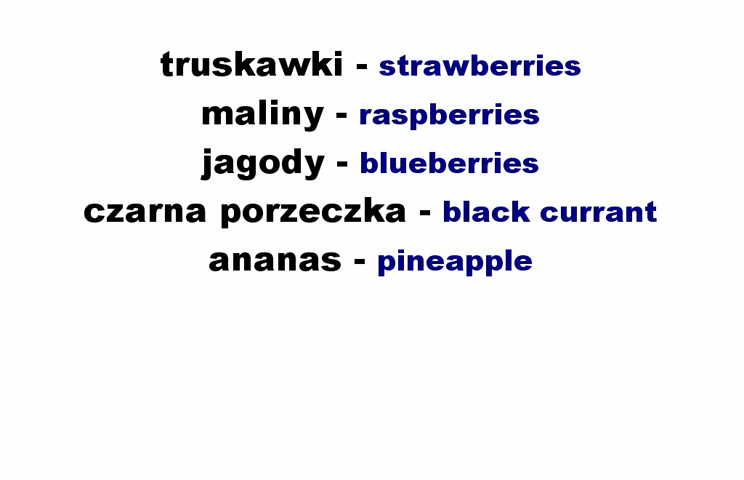 truskawki - strawberries
maliny - raspberries
jagody - blueberries
czarna porzeczka - black currant
ananas - pineapple